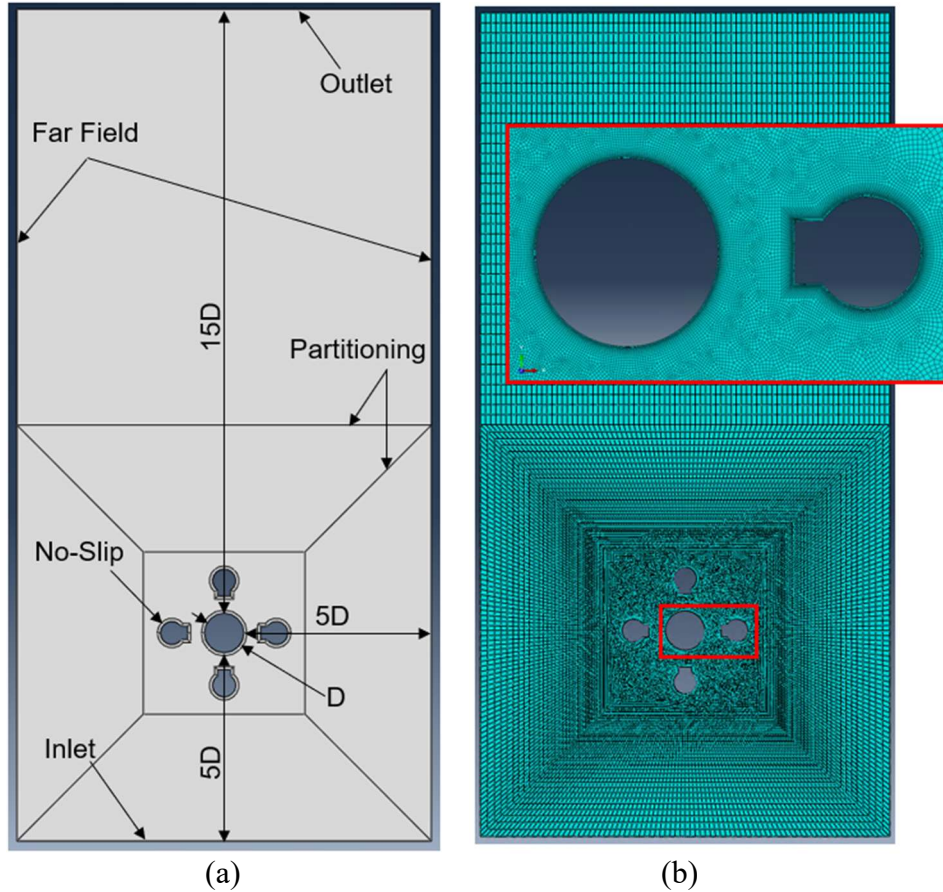 Outlet
Far Field
15D
Partitioning
No-Slip
5D
D
Inlet
5D
(a)
(b)